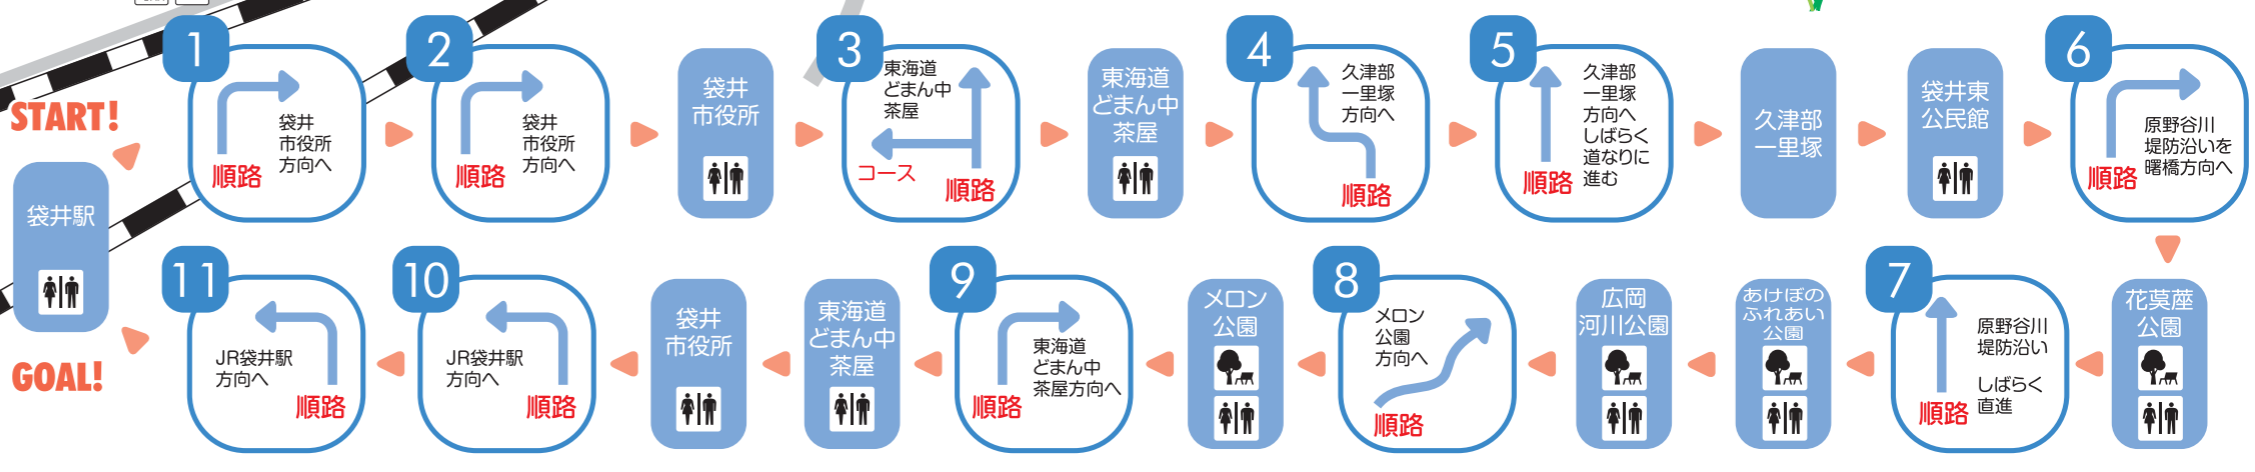 START!
袋井駅
1
袋井
市役所
方向へ
順路
2
袋井
市役所
方向へ
順路
袋井
市役所
3
東海道
どまん中
茶屋
コース
順路
東海道
どまん中
茶屋
4
久津部
一里塚
方向へ
順路
5
久津部
一里塚
方向へ
しばらく
道なりに
進む
順路
久津部
一里塚
袋井東
公民館
6
原野谷川
堤防沿いを
曙橋方向へ
順路
花茣蓙
公園
7
原野谷川
堤防沿い
しばらく
直進
順路
あけぼの
ふれあい
公園
広岡
河川公園
8
メロン
公園
方向へ
順路
メロン
公園
9
東海道
どまん中
茶屋方向へ
順路
東海道
どまん中
茶屋
袋井
市役所
10
JR袋井駅
方向へ
順路
11
JR袋井駅
方向へ
順路
GOAL!